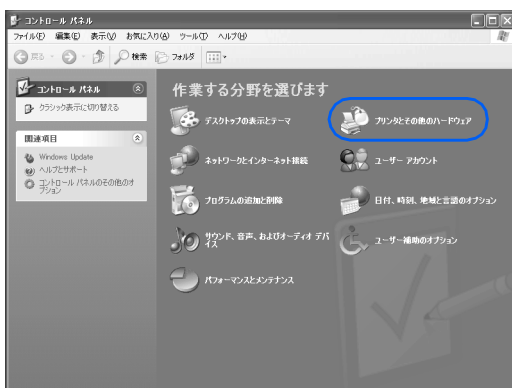 コントロール パネル
ファイル(F) 編集(E) 表示(V) お気に入り(A) ツール(T) ヘルプ(H)
戻る 検索 フォルダ
コントロール パネル
クラシック表示に切り替える
関連項目
Windows Update
ヘルプとサポート
コントロール パネルのその他のオ
プション
作業する分野を選びます
デスクトップの表示とテーマ
プリンタとその他のハードウェア
ネットワークとインターネット接続
ユーザー アカウント
プログラムの追加と削除
日付、時刻、地域と言語のオプション
サウンド、音声、およびオーディオ デバ
イス
ユーザー補助のオプション
パフォーマンスとメンテナンス